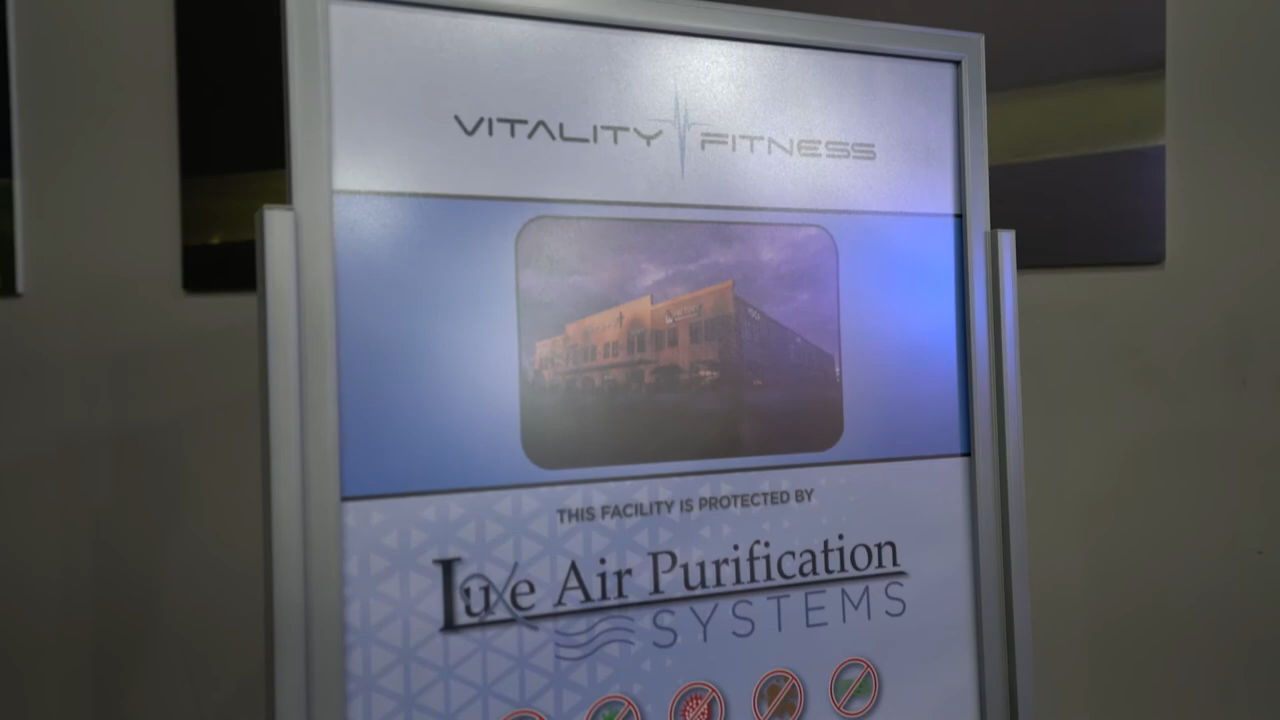 VITALITY FITNESS
THIS FACILITY IS PROTECTED BY
Luxe Air Purification
SYSTEMS